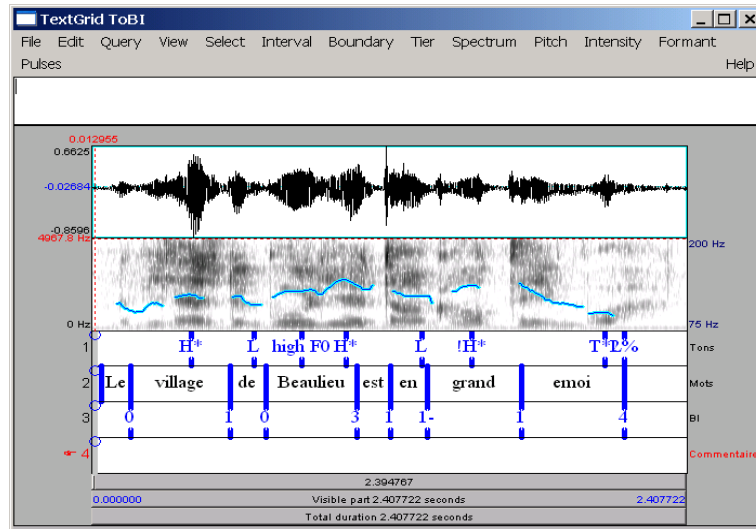 TextGrid ToBI
File Edit Query View Select Interval Boundary Tier Spectrum Pitch Intensity Formant
Pulses Help
0.012955
0.6625
-0.02684
-0.8596
4967.8 Hz 200 Hz
0 Hz 75 Hz
1 H* L high F0 H* L !H* T* L% Tons
2 Le village de Beaulieu est en grand emoi Mots
3 0 1 0 3 1 1- 1 4 BI
4 Commentaire
2.394767
0.000000 Visible part 2.407722 seconds 2.407722
Total duration 2.407722 seconds